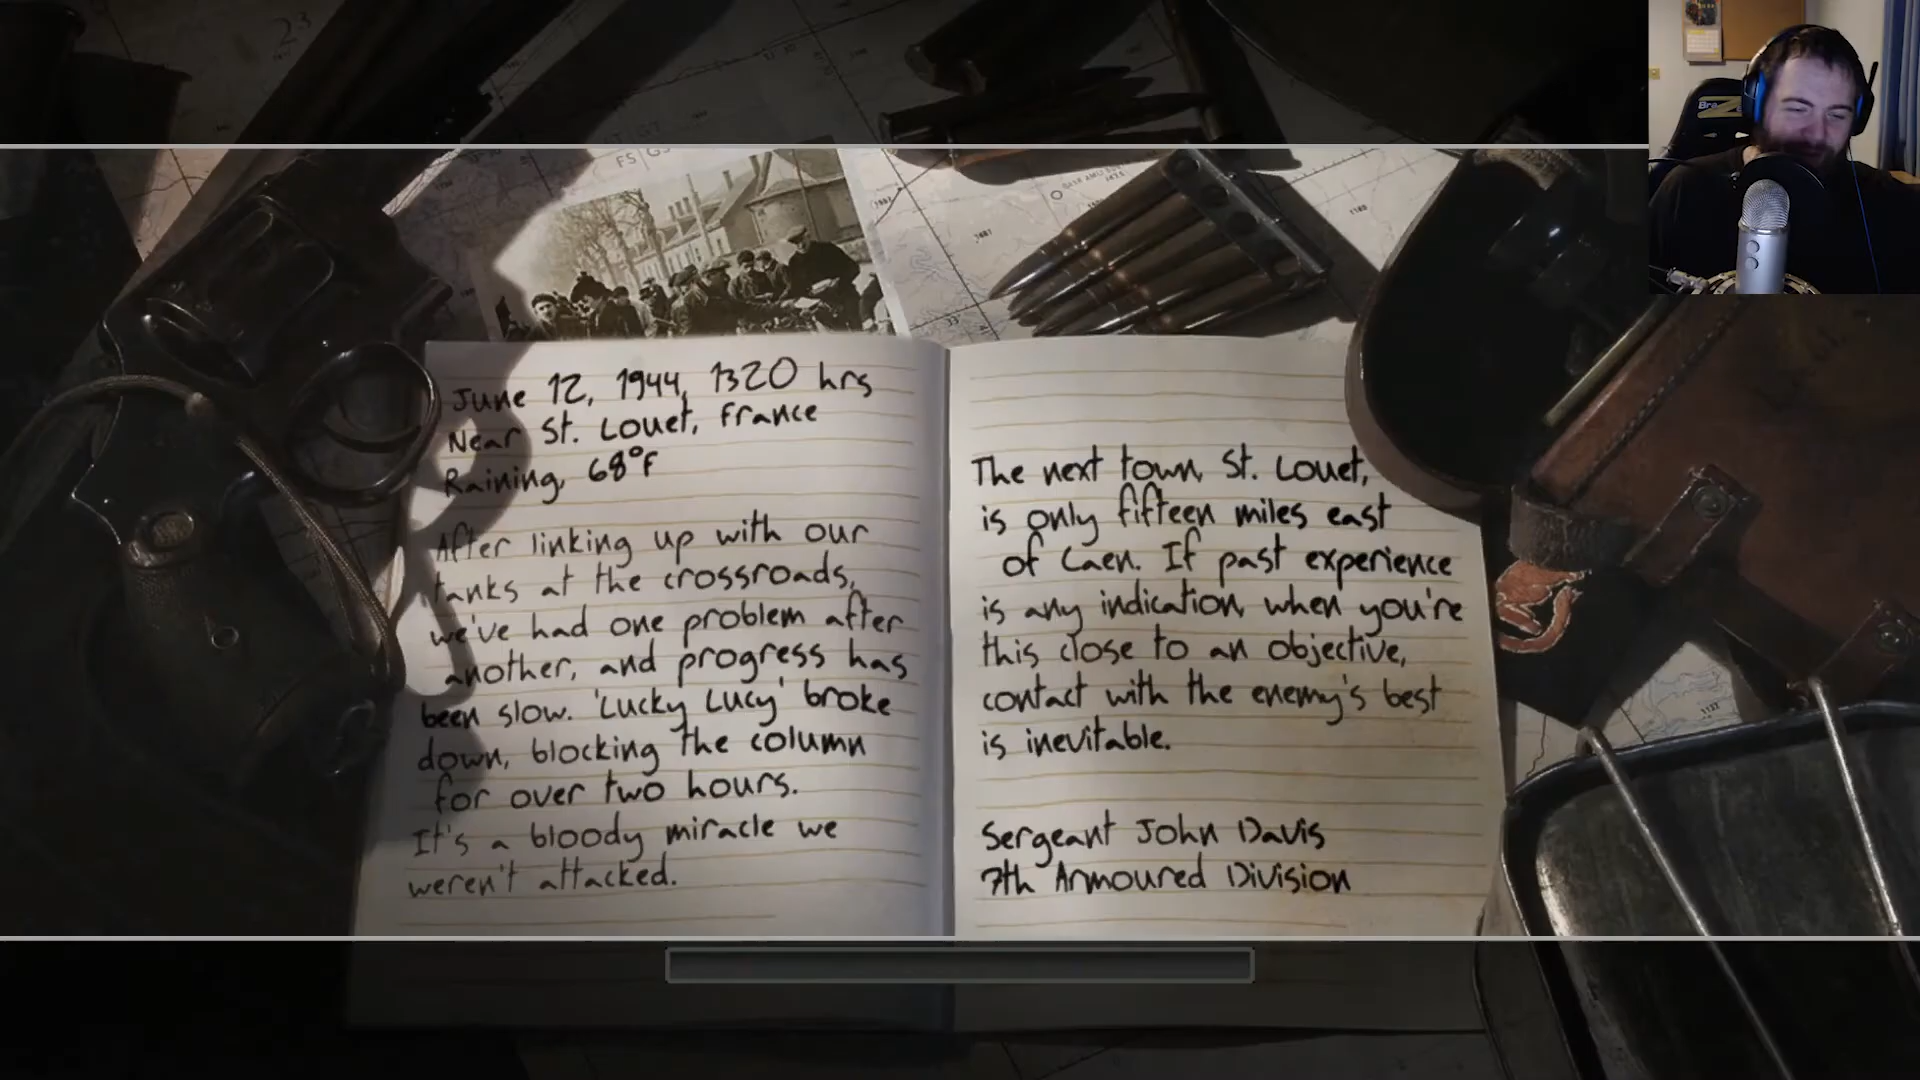 June 12, 1944, 1320 hrs
Near St. Louet, France
Raining, 68°F
After linking up with our
tanks at the crossroads,
we've had one problem after
another, and progress has
been slow. 'Lucky Lucy' broke
down, blocking the column
for over two hours.
It's a bloody miracle we
weren't attacked.
The next town, St. Louet,
is only fifteen miles east
of Caen. If past experience
is any indication, when you're
this close to an objective,
contact with the enemy's best
is inevitable.
Sergeant John Davis
7th Armoured Division